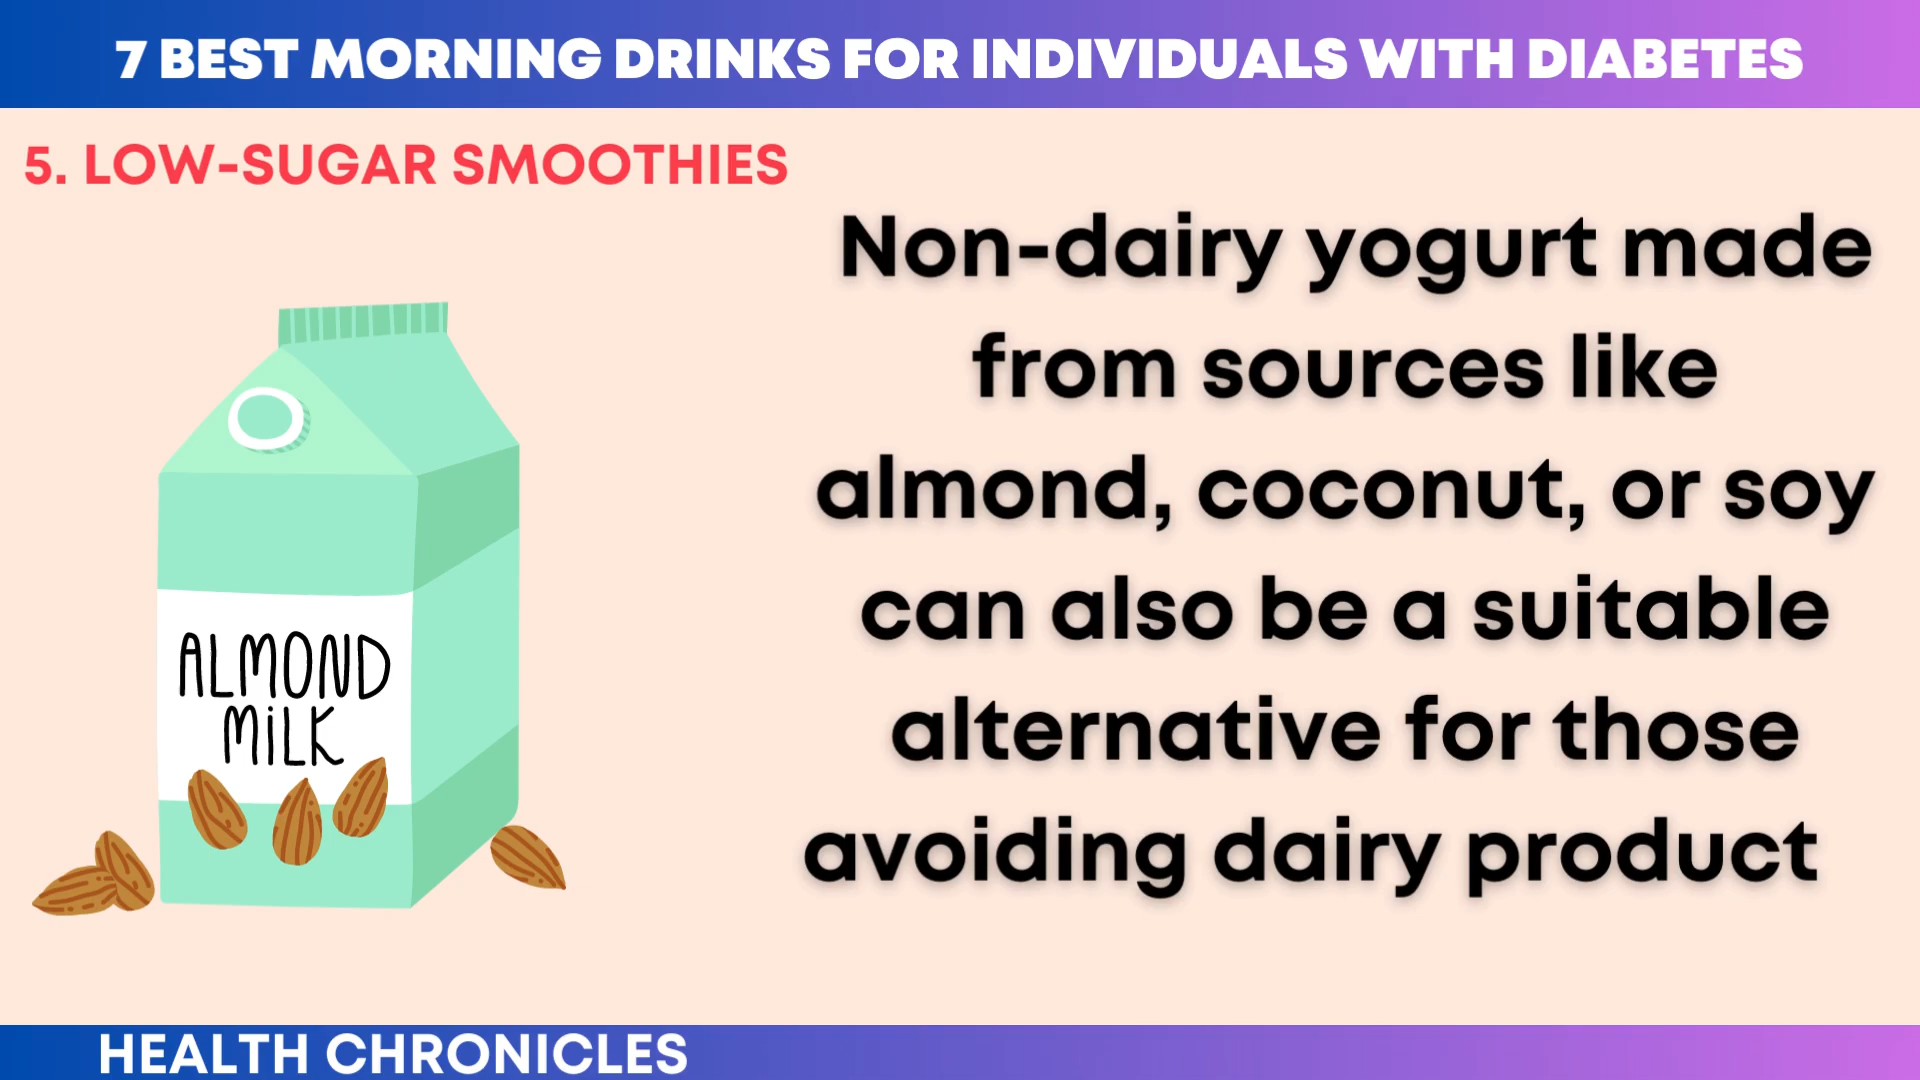 7 BEST MORNING DRINKS FOR INDIVIDUALS WITH DIABETES
5. LOW-SUGAR SMOOTHIES
Non-dairy yogurt made
from sources like
almond, coconut, or soy
can also be a suitable
alternative for those
avoiding dairy product
ALMOND
MiLK
HEALTH CHRONICLES